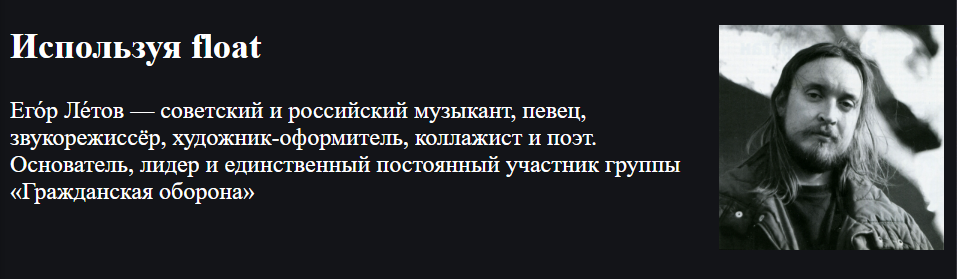 Используя float
Его́р Ле́тов — советский и российский музыкант, певец,
звукорежиссёр, художник-оформитель, коллажист и поэт.
Основатель, лидер и единственный постоянный участник группы
«Гражданская оборона»